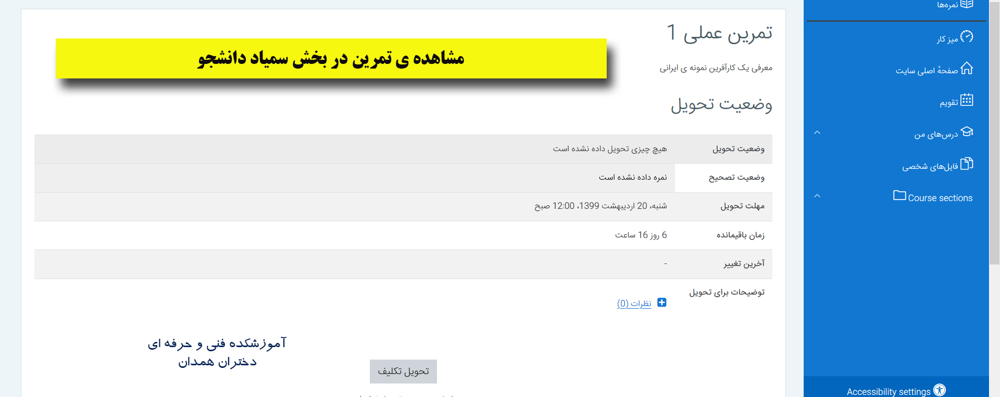 نمره‌ها
میز کار
صفحهٔ اصلی سایت
تقویم
درس‌های من
فایل‌های شخصی
Course sections
Accessibility settings
تمرین عملی 1
مشاهده ی تمرین در بخش سمیاد دانشجو
معرفی یک کارآفرین نمونه ی ایرانی
وضعیت تحویل
وضعیت تحویل هیچ چیزی تحویل داده نشده است
وضعیت تصحیح نمره داده نشده است
مهلت تحویل شنبه، 20 اردیبهشت 1399، 12:00 صبح
زمان باقیمانده 6 روز 16 ساعت
آخرین تغییر -
توضیحات برای تحویل
نظرات (0)
آموزشکده فنی و حرفه ای
دختران همدان
تحویل تکلیف